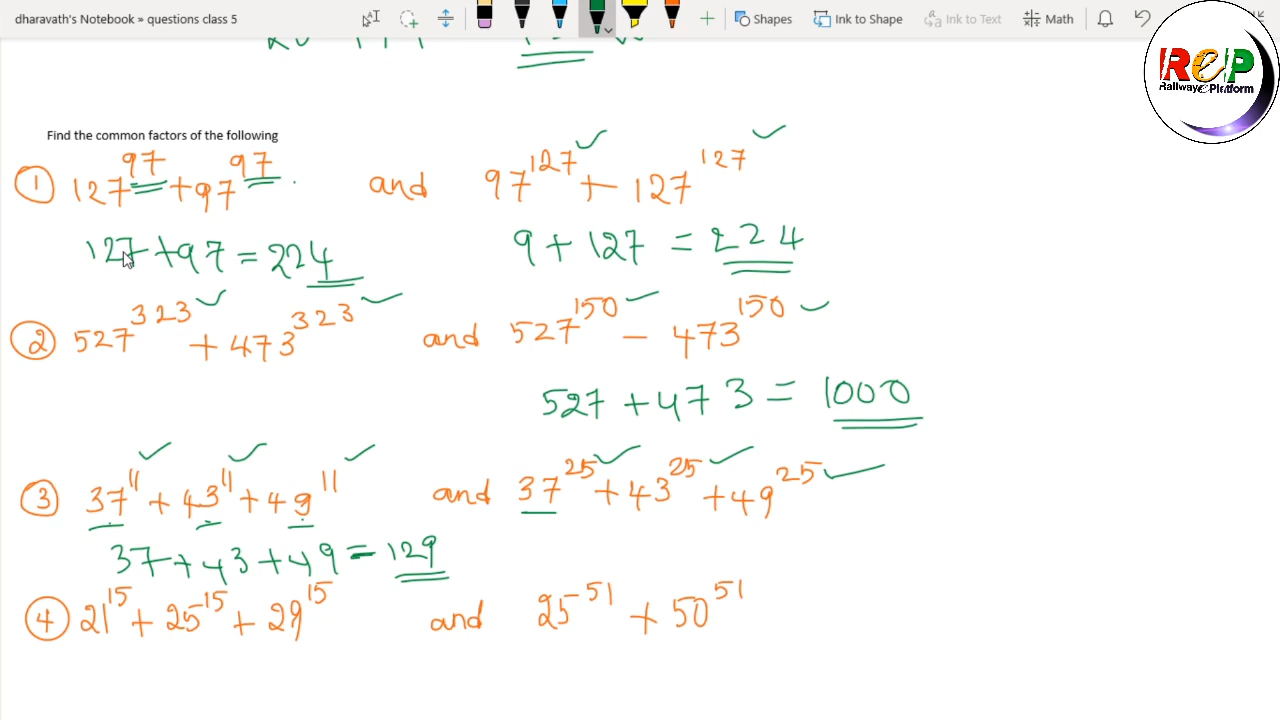 dharavath's Notebook » questions class 5
Shapes Ink to Shape Ink to Text Math
ReP
Railways Platform
Find the common factors of the following
① 127^97 + 97^97 . and 97^127 + 127^127
127 + 97 = 224 9 + 127 = 224
② 527^323 + 473^323 and 527^150 – 473^150
527 + 473 = 1000
③ 37^11 + 43^11 + 49^11 and 37^25 + 43^25 + 49^25
37 + 43 + 49 = 129
④ 21^15 + 25^15 + 29^15 and 25^51 + 50^51